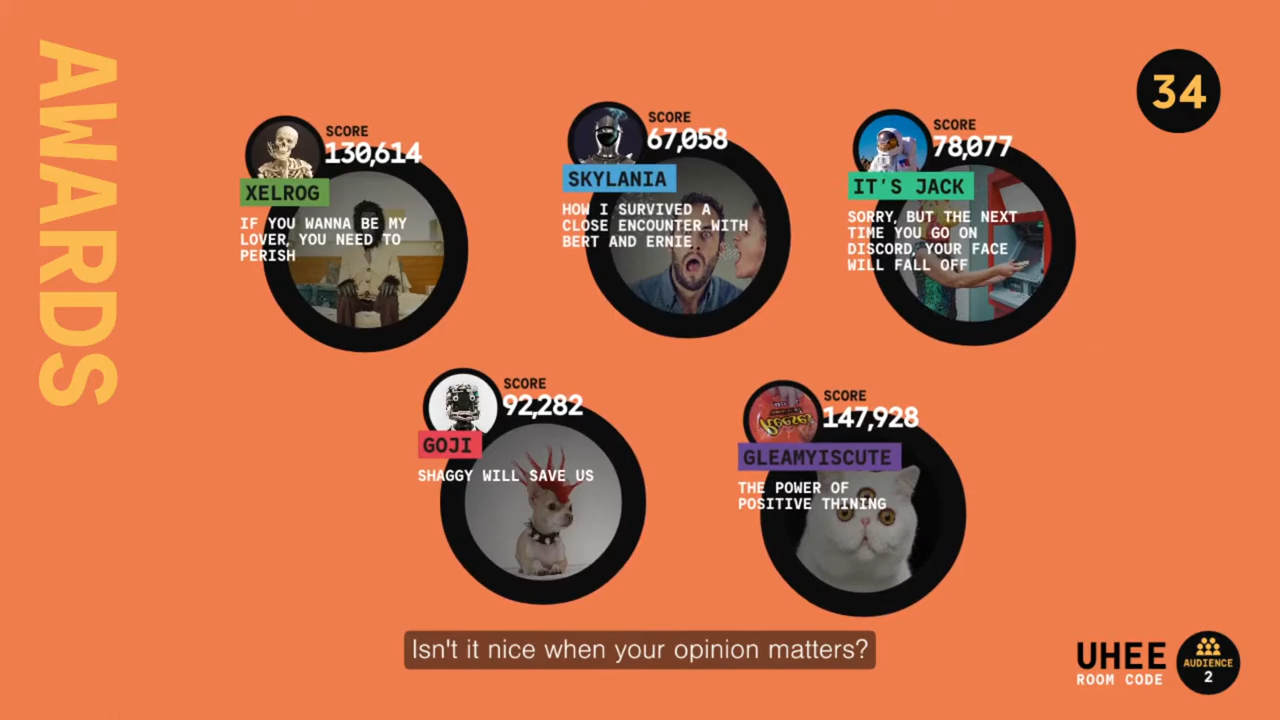 AWARDS
34
SCORE
130,614
XELROG
IF YOU WANNA BE MY
LOVER, YOU NEED TO
PERISH
SCORE
67,058
SKYLANIA
HOW I SURVIVED A
CLOSE ENCOUNTER WITH
BERT AND ERNIE
SCORE
78,077
IT'S JACK
SORRY, BUT THE NEXT
TIME YOU GO ON
DISCORD, YOUR FACE
WILL FALL OFF
SCORE
92,282
GOJI
SHAGGY WILL SAVE US
SCORE
147,928
GLEAMYISCUTE
THE POWER OF
POSITIVE THINING
Isn't it nice when your opinion matters?
UHEE
ROOM CODE
AUDIENCE
2